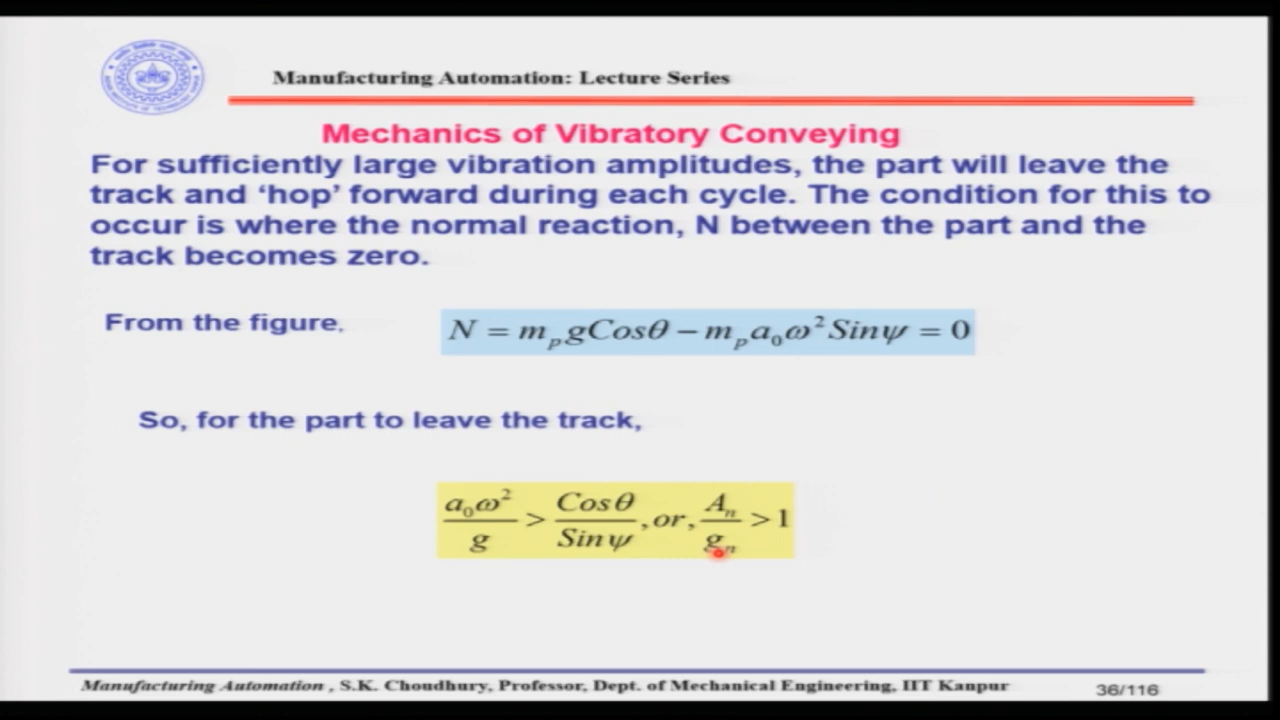 Manufacturing Automation: Lecture Series
Mechanics of Vibratory Conveying
For sufficiently large vibration amplitudes, the part will leave the
track and ‘hop’ forward during each cycle. The condition for this to
occur is where the normal reaction, N between the part and the
track becomes zero.
From the figure, N = m_p gCosθ − m_p a_0 ω² Sinψ = 0
So, for the part to leave the track,
a_0 ω² / g > Cosθ / Sinψ , or, A_n / g_n > 1
Manufacturing Automation , S.K. Choudhury, Professor, Dept. of Mechanical Engineering, IIT Kanpur
36/116